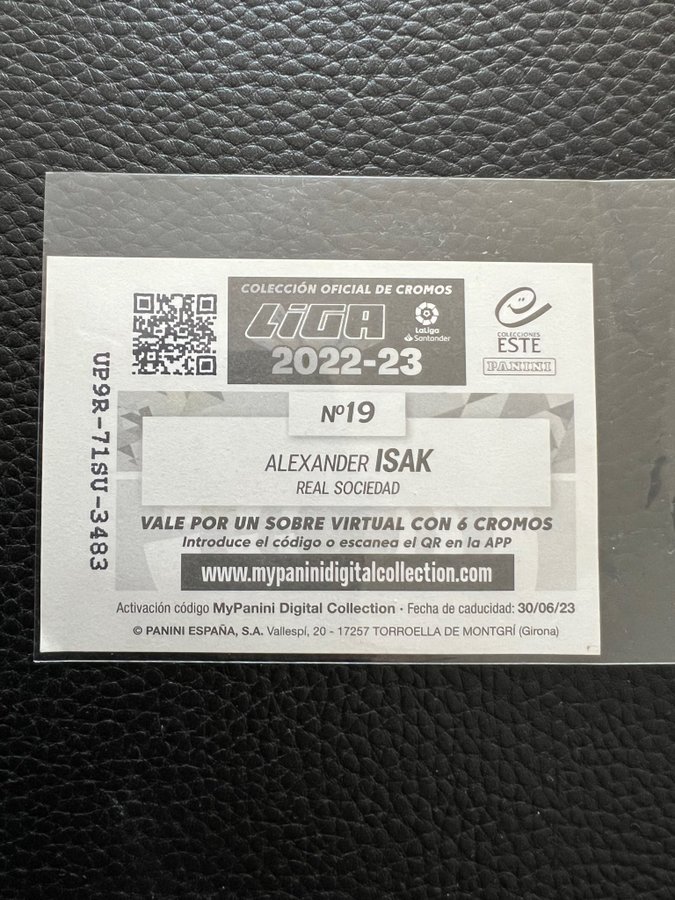 COLECCIÓN OFICIAL DE CROMOS
LiGA
LaLiga
Santander
2022-23
COLECCIONES
ESTE
PANINI
UP9R-71SU-3483
Nº19
ALEXANDER ISAK
REAL SOCIEDAD
VALE POR UN SOBRE VIRTUAL CON 6 CROMOS
Introduce el código o escanea el QR en la APP
www.mypaninidigitalcollection.com
Activación código MyPanini Digital Collection · Fecha de caducidad: 30/06/23
© PANINI ESPAÑA, S.A. Vallespí, 20 - 17257 TORROELLA DE MONTGRÍ (Girona)